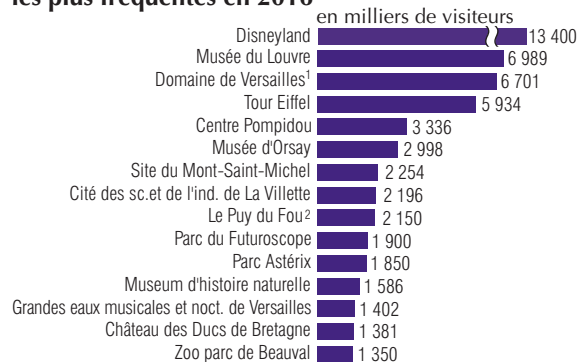 les plus fréquentés en 2016
en milliers de visiteurs
Disneyland 13 400
Musée du Louvre 6 989
Domaine de Versailles1 6 701
Tour Eiffel 5 934
Centre Pompidou 3 336
Musée d'Orsay 2 998
Site du Mont-Saint-Michel 2 254
Cité des sc.et de l'ind. de La Villette 2 196
Le Puy du Fou2 2 150
Parc du Futuroscope 1 900
Parc Astérix 1 850
Museum d'histoire naturelle 1 586
Grandes eaux musicales et noct. de Versailles 1 402
Château des Ducs de Bretagne 1 381
Zoo parc de Beauval 1 350